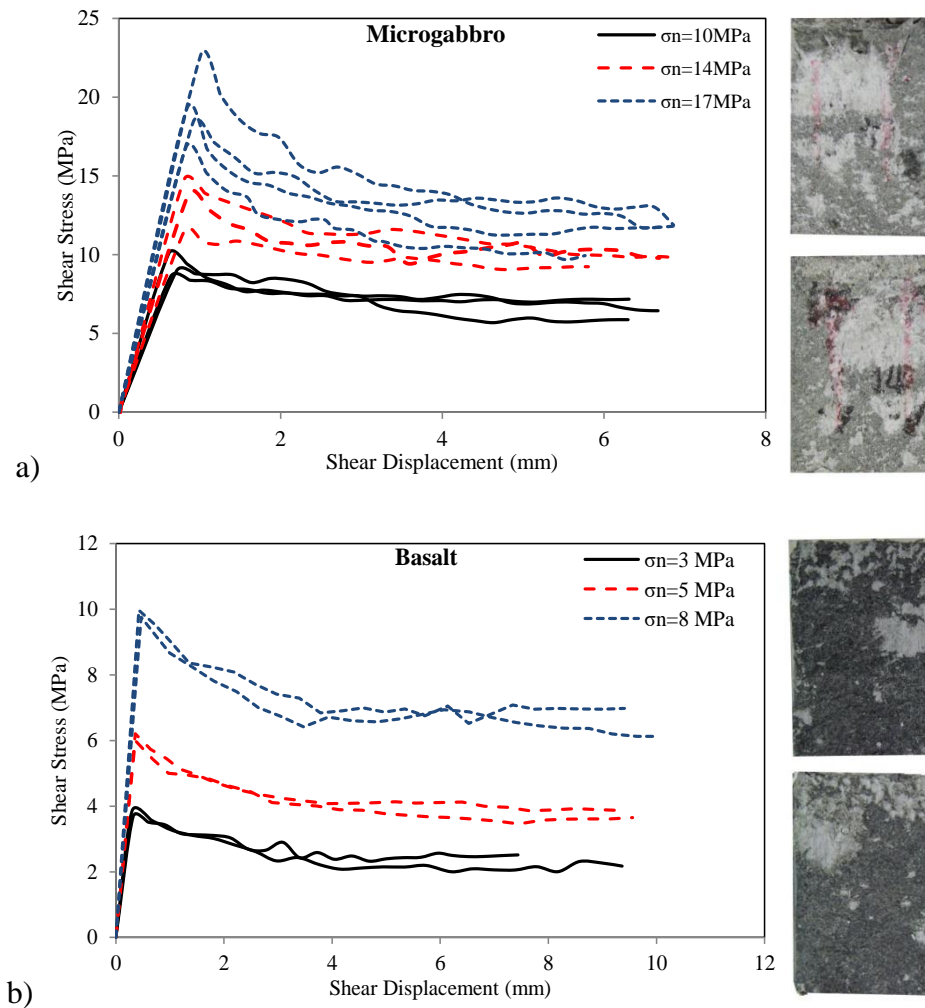 Microgabbro
σn=10MPa
σn=14MPa
σn=17MPa
25
20
15
10
5
0
Shear Stress (MPa)
0 2 4 6 8
Shear Displacement (mm)
a)
Basalt
σn=3 MPa
σn=5 MPa
σn=8 MPa
12
10
8
6
4
2
0
Shear Stress (MPa)
0 2 4 6 8 10 12
Shear Displacement (mm)
b)